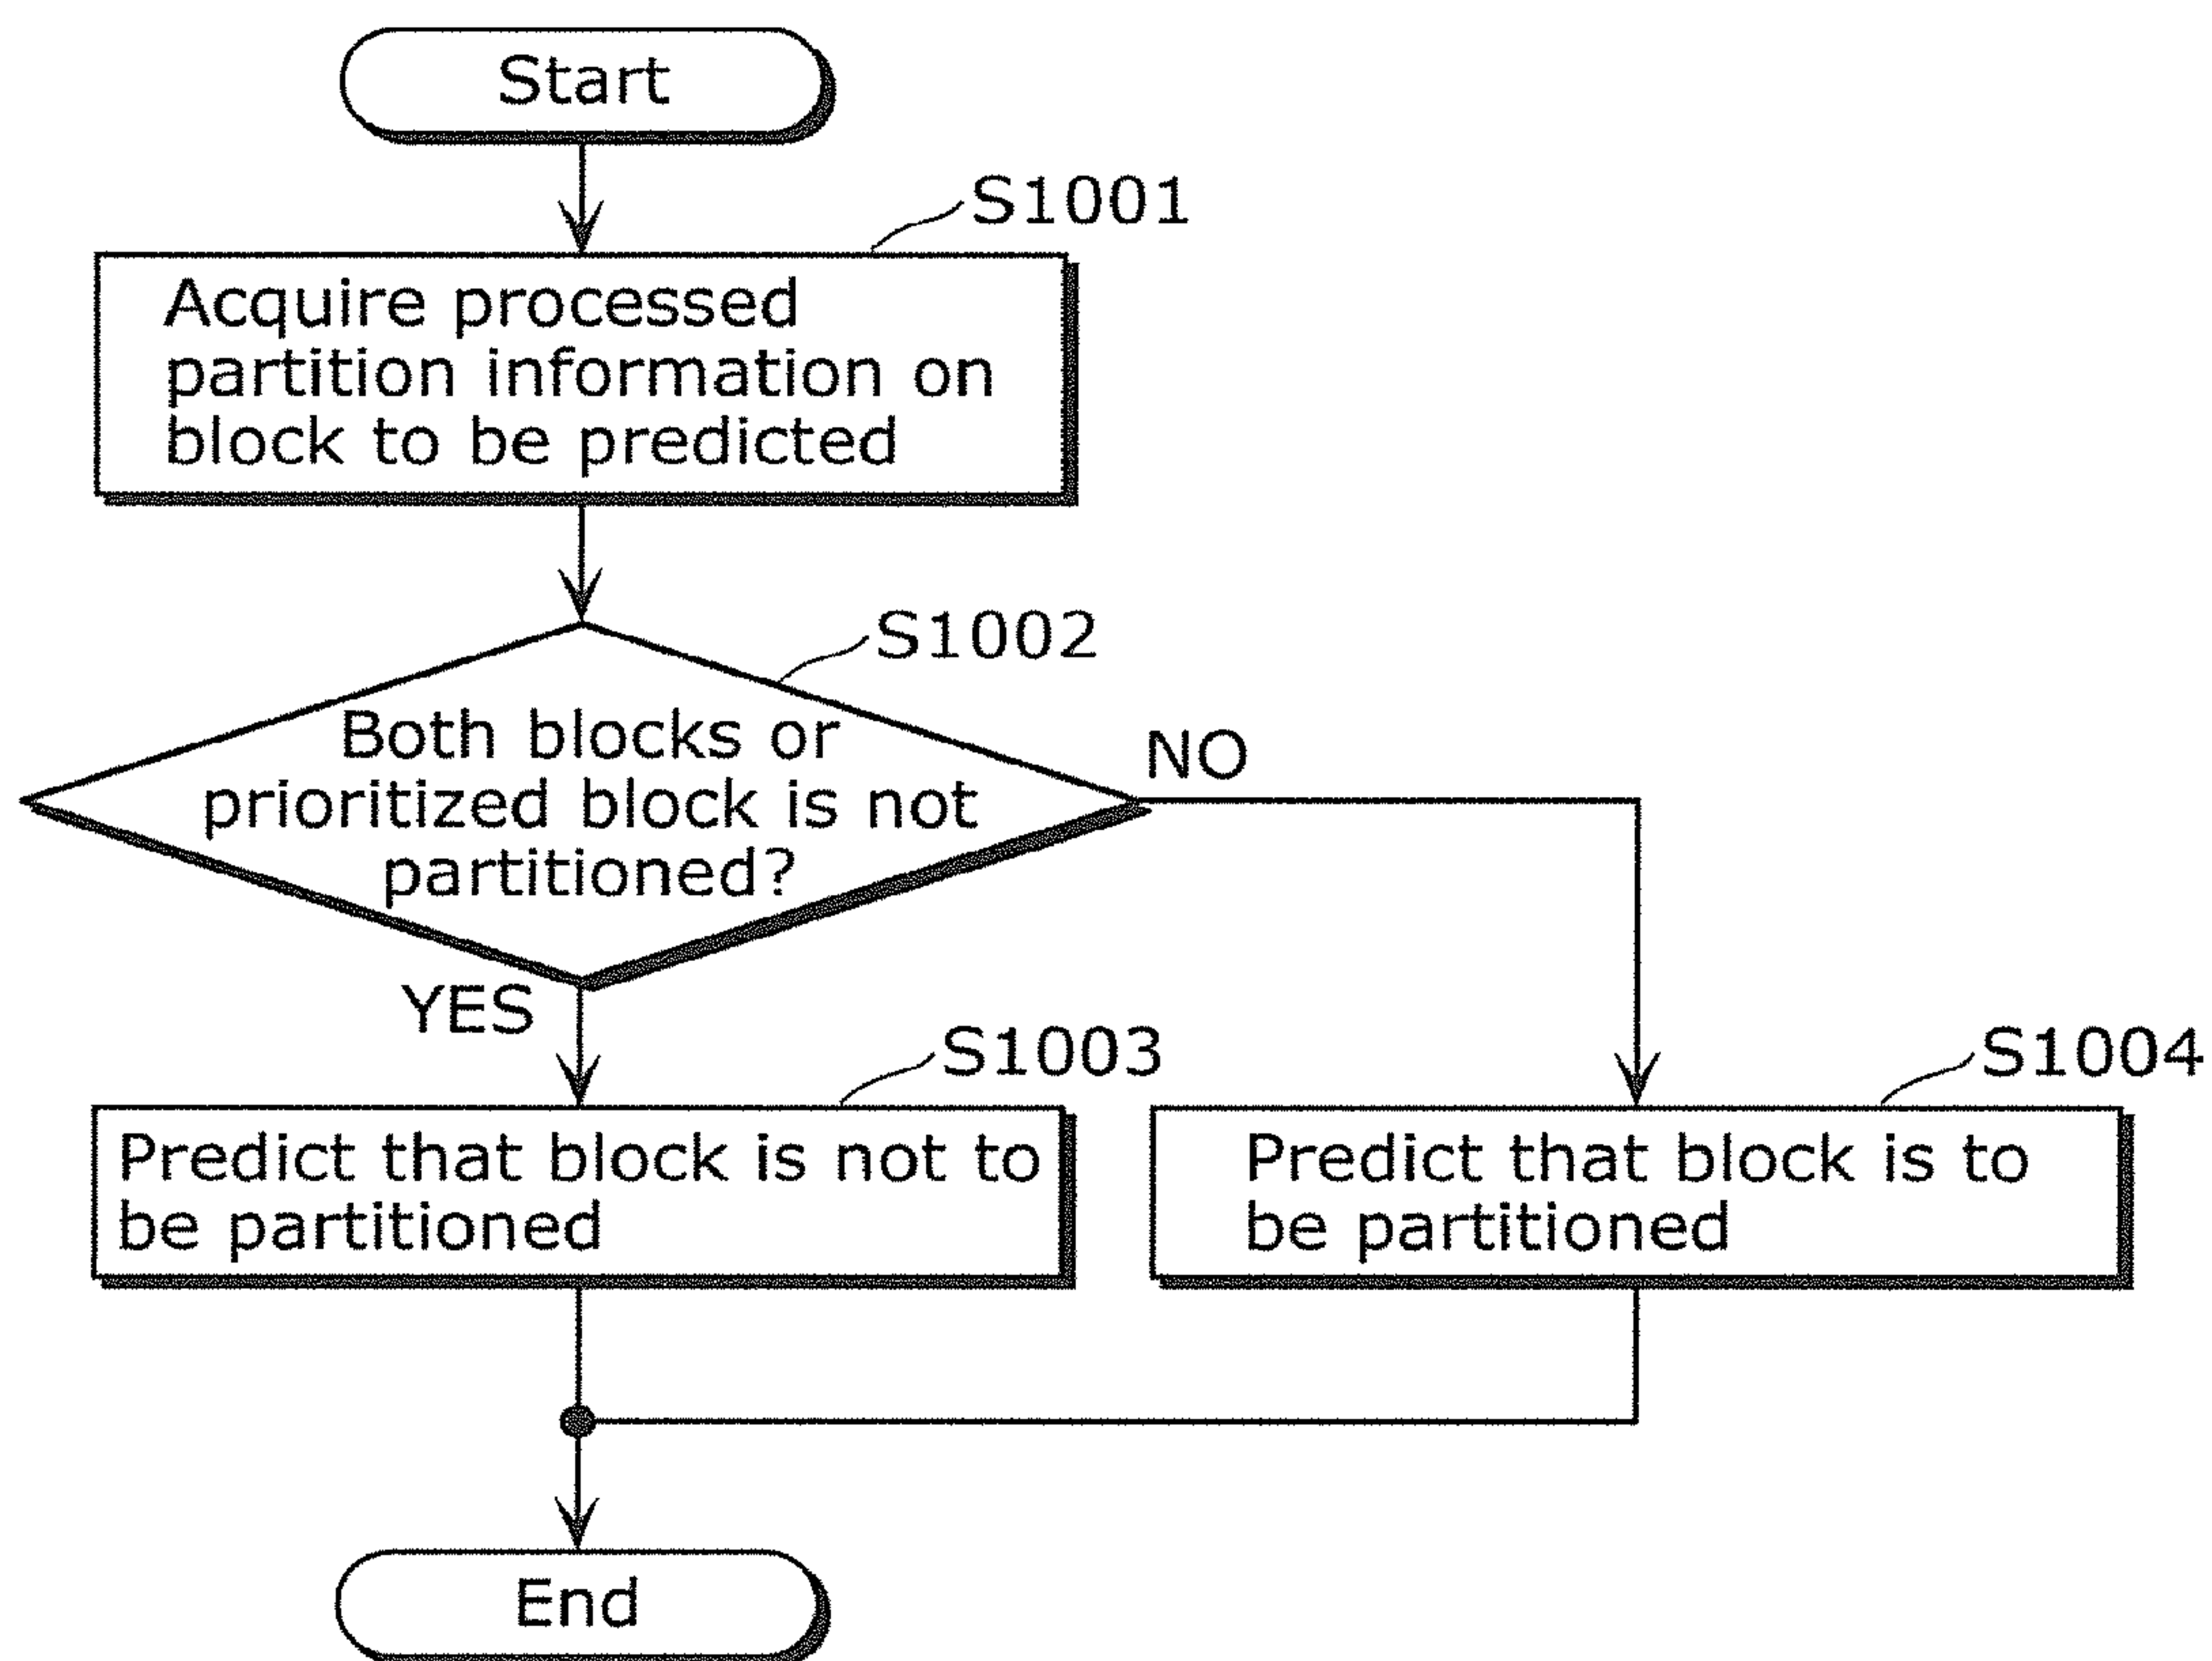 Start
S1001
Acquire processed
partition information on
block to be predicted
S1002
Both blocks or
prioritized block is not
partitioned?
NO
YES
S1003
Predict that block is not to
be partitioned
S1004
Predict that block is to
be partitioned
End